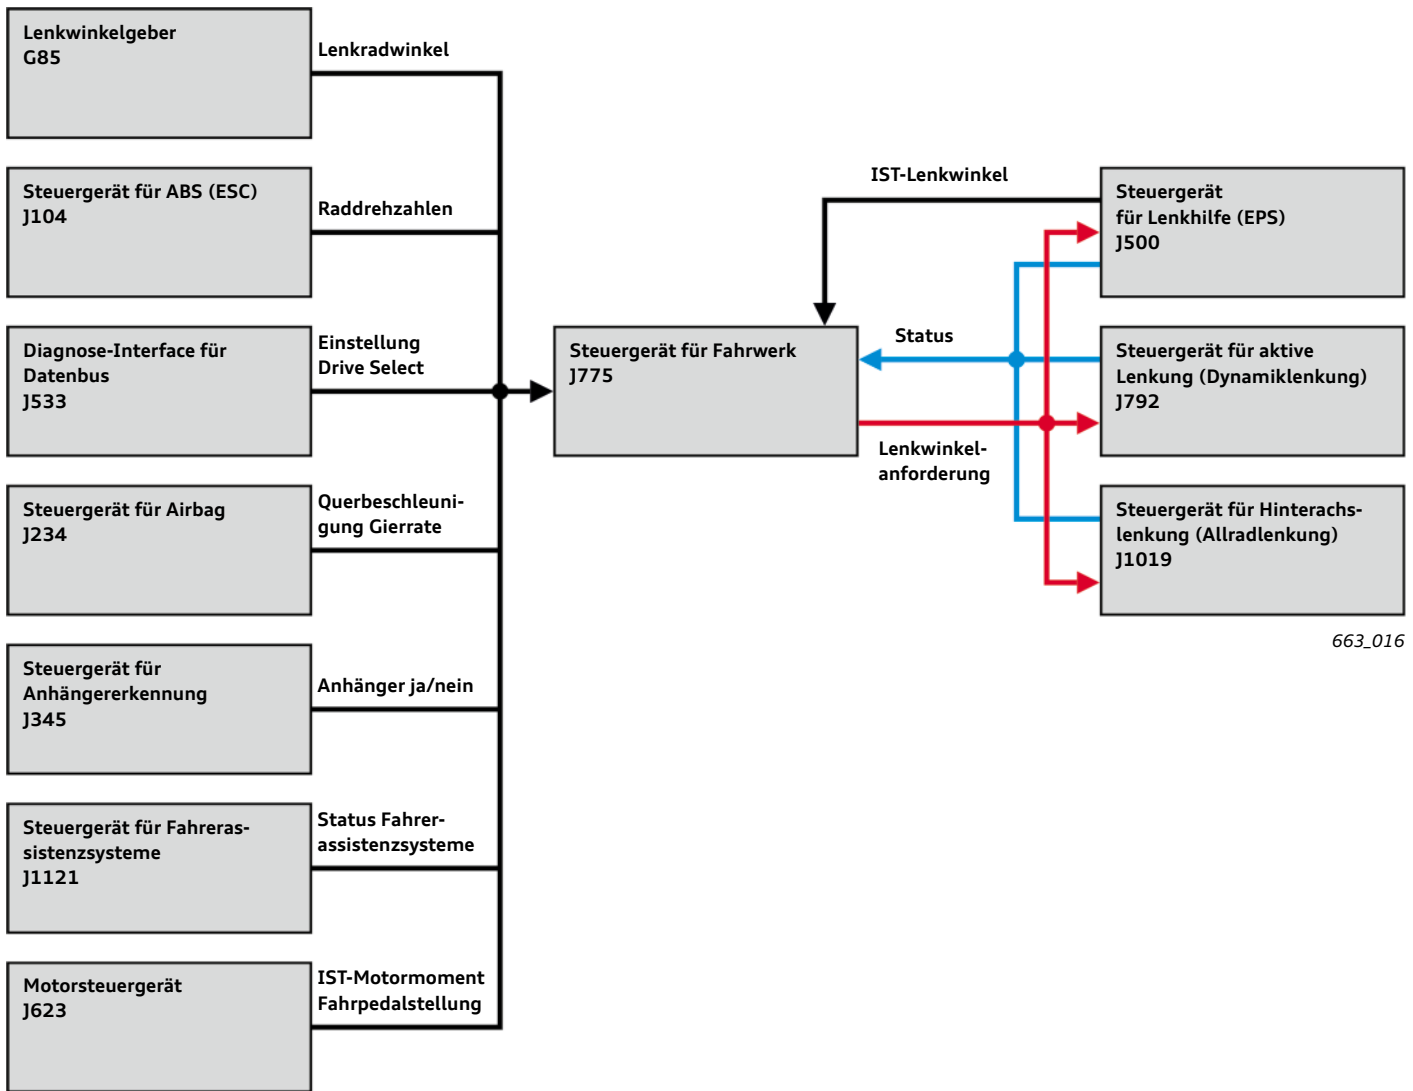 Lenkwinkelgeber
G85
Lenkradwinkel
Steuergerät für ABS (ESC)
J104
Raddrehzahlen
Diagnose-Interface für
Datenbus
J533
Einstellung
Drive Select
Steuergerät für Airbag
J234
Querbeschleuni-
gung Gierrate
Steuergerät für
Anhängererkennung
J345
Anhänger ja/nein
Steuergerät für Fahreras-
sistenzsysteme
J1121
Status Fahrer-
assistenzsysteme
Motorsteuergerät
J623
IST-Motormoment
Fahrpedalstellung
Steuergerät für Fahrwerk
J775
IST-Lenkwinkel
Status
Lenkwinkel-
anforderung
Steuergerät
für Lenkhilfe (EPS)
J500
Steuergerät für aktive
Lenkung (Dynamiklenkung)
J792
Steuergerät für Hinterachs-
lenkung (Allradlenkung)
J1019
663_016